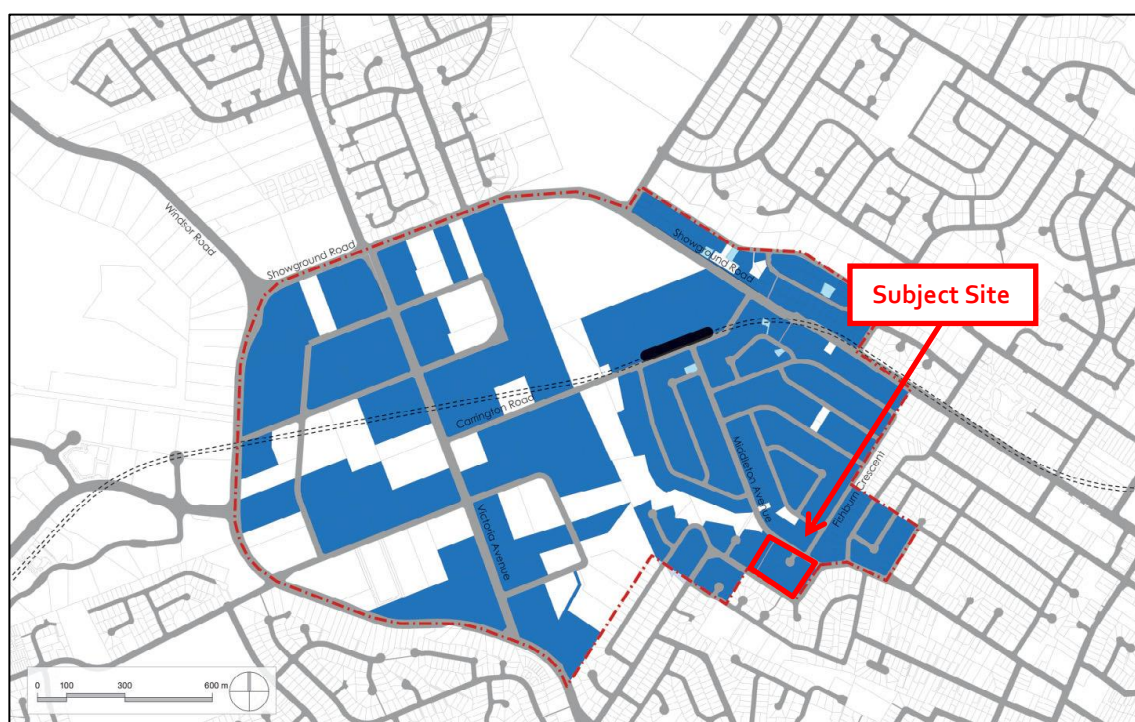 Windsor Road
Showground Road
Showground Road
Subject Site
Carrington Road
Middleton Avenue
Fishburn Crescent
Victoria Avenue
0 100 300 600 m